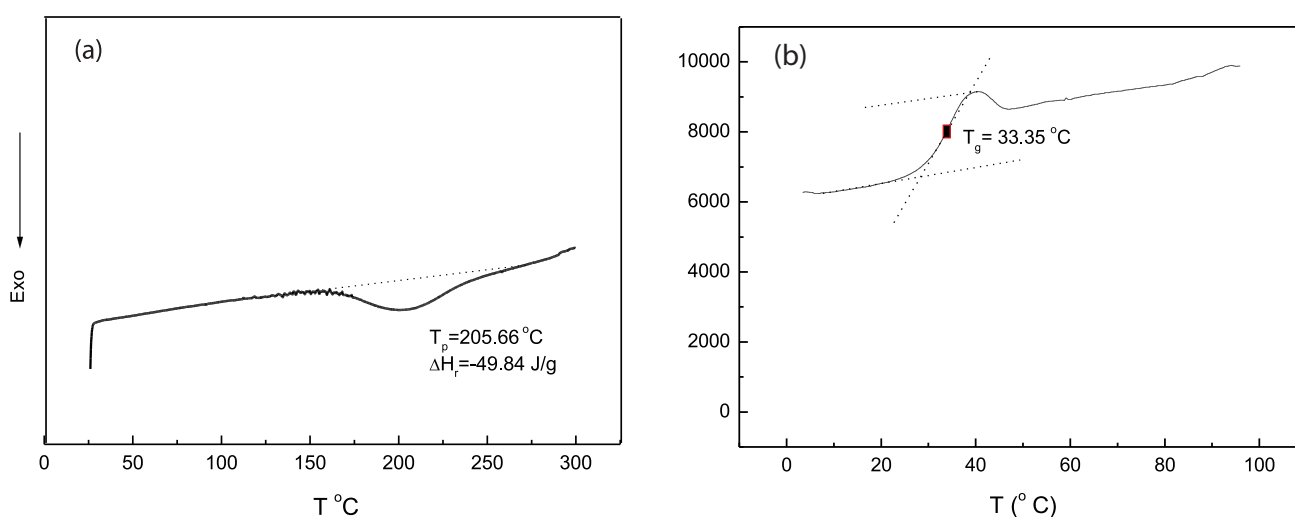 (a)
Exo
T_p=205.66 °C
ΔH_r=-49.84 J/g
0 50 100 150 200 250 300
T °C
(b)
10000
8000
6000
4000
2000
0
T_g= 33.35 °C
0 20 40 60 80 100
T (° C)